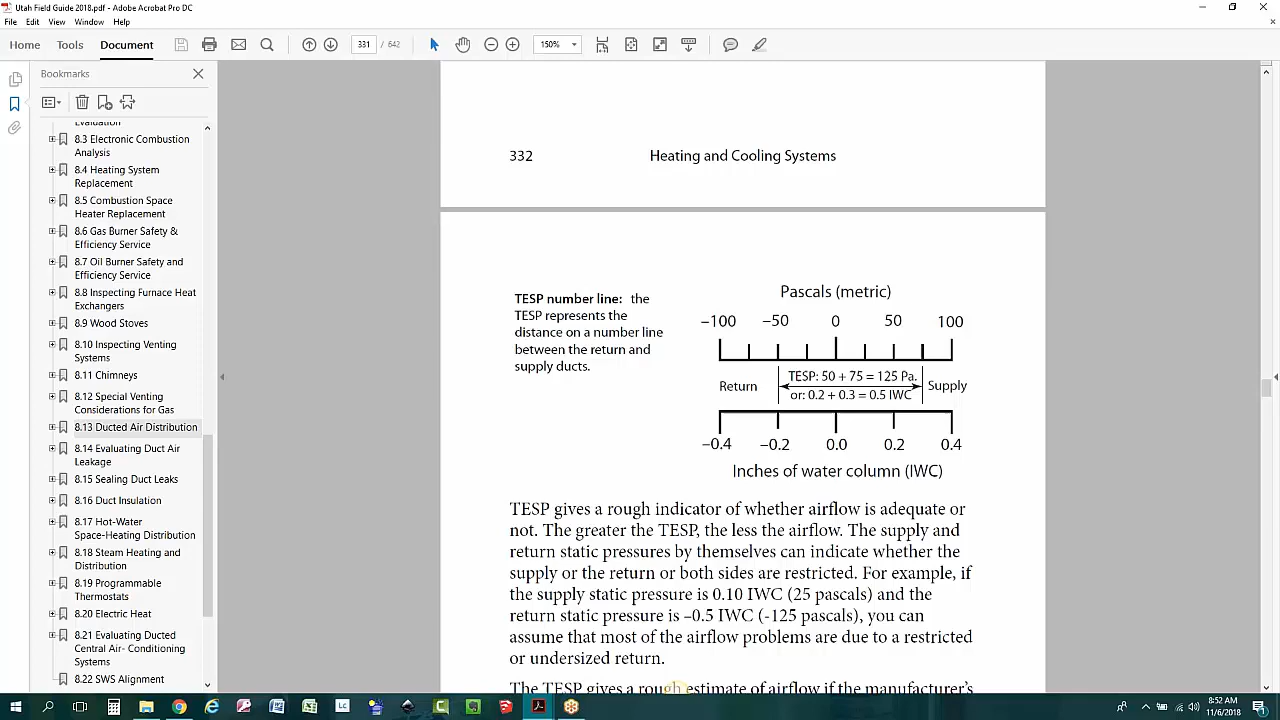 Utah Field Guide 2018.pdf - Adobe Acrobat Pro DC
File Edit View Window Help
Home Tools Document 331 / 642 150%
Bookmarks
Evaluation
8.3 Electronic Combustion
Analysis
8.4 Heating System
Replacement
8.5 Combustion Space
Heater Replacement
8.6 Gas Burner Safety &
Efficiency Service
8.7 Oil Burner Safety and
Efficiency Service
8.8 Inspecting Furnace Heat
Exchangers
8.9 Wood Stoves
8.10 Inspecting Venting
Systems
8.11 Chimneys
8.12 Special Venting
Considerations for Gas
8.13 Ducted Air Distribution
8.14 Evaluating Duct Air
Leakage
8.15 Sealing Duct Leaks
8.16 Duct Insulation
8.17 Hot-Water
Space-Heating Distribution
8.18 Steam Heating and
Distribution
8.19 Programmable
Thermostats
8.20 Electric Heat
8.21 Evaluating Ducted
Central Air- Conditioning
Systems
8.22 SWS Alignment
332 Heating and Cooling Systems
TESP number line: the
TESP represents the
distance on a number line
between the return and
supply ducts.
Pascals (metric)
–100 –50 0 50 100
Return TESP: 50 + 75 = 125 Pa. Supply
or: 0.2 + 0.3 = 0.5 IWC
–0.4 –0.2 0.0 0.2 0.4
Inches of water column (IWC)
TESP gives a rough indicator of whether airflow is adequate or
not. The greater the TESP, the less the airflow. The supply and
return static pressures by themselves can indicate whether the
supply or the return or both sides are restricted. For example, if
the supply static pressure is 0.10 IWC (25 pascals) and the
return static pressure is –0.5 IWC (-125 pascals), you can
assume that most of the airflow problems are due to a restricted
or undersized return.
The TESP gives a rough estimate of airflow if the manufacturer's
8:52 AM
11/6/2018